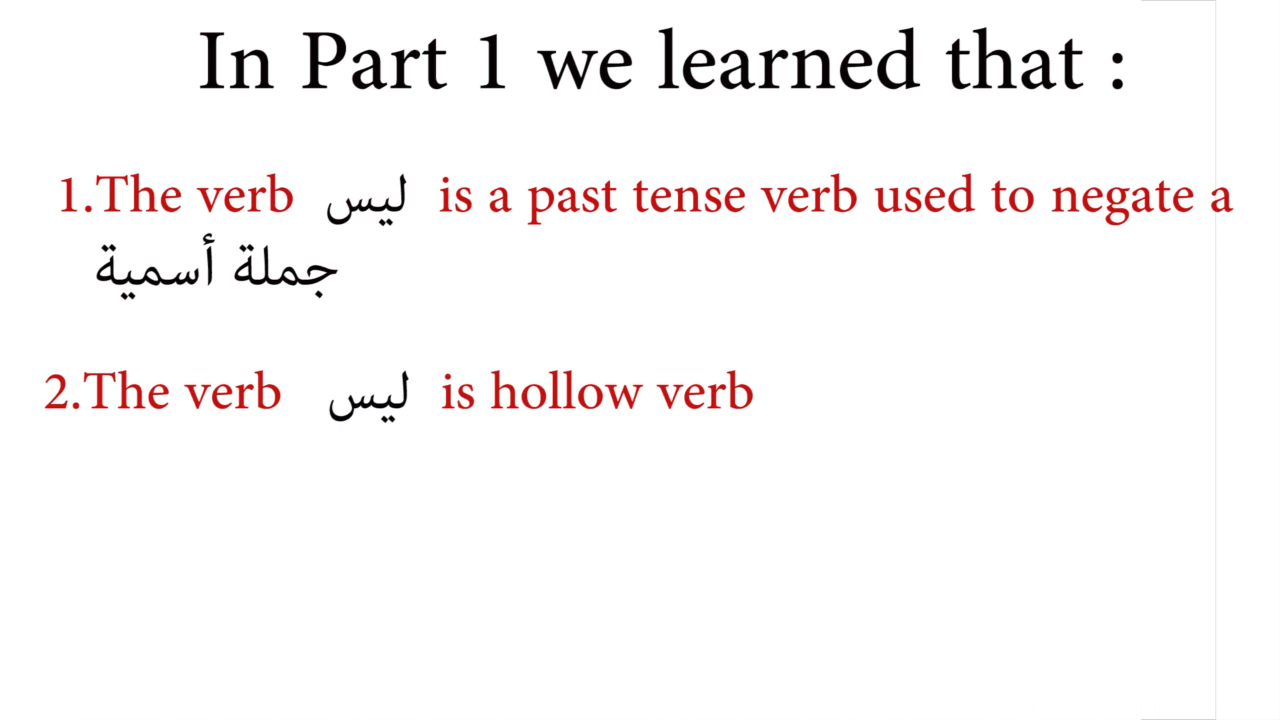 In Part 1 we learned that :
1.The verb ليس is a past tense verb used to negate a
جملة أسمية
2.The verb ليس is hollow verb